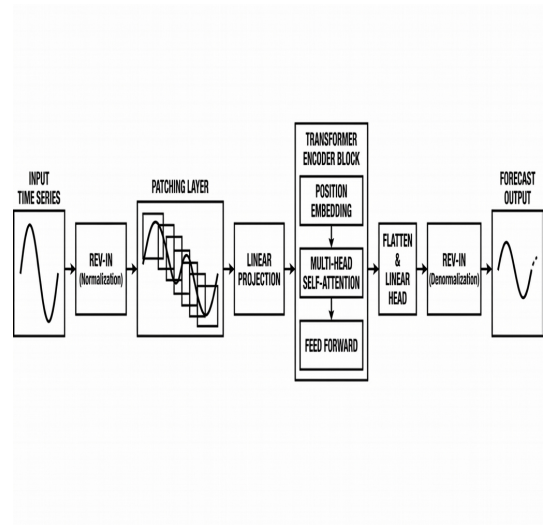 INPUT
TIME SERIES
REV-IN
(Normalization)
PATCHING LAYER
LINEAR
PROJECTION
TRANSFORMER
ENCODER BLOCK
POSITION
EMBEDDING
MULTI-HEAD
SELF-ATTENTION
FEED FORWARD
FLATTEN
&
LINEAR
HEAD
REV-IN
(Denormalization)
FORECAST
OUTPUT